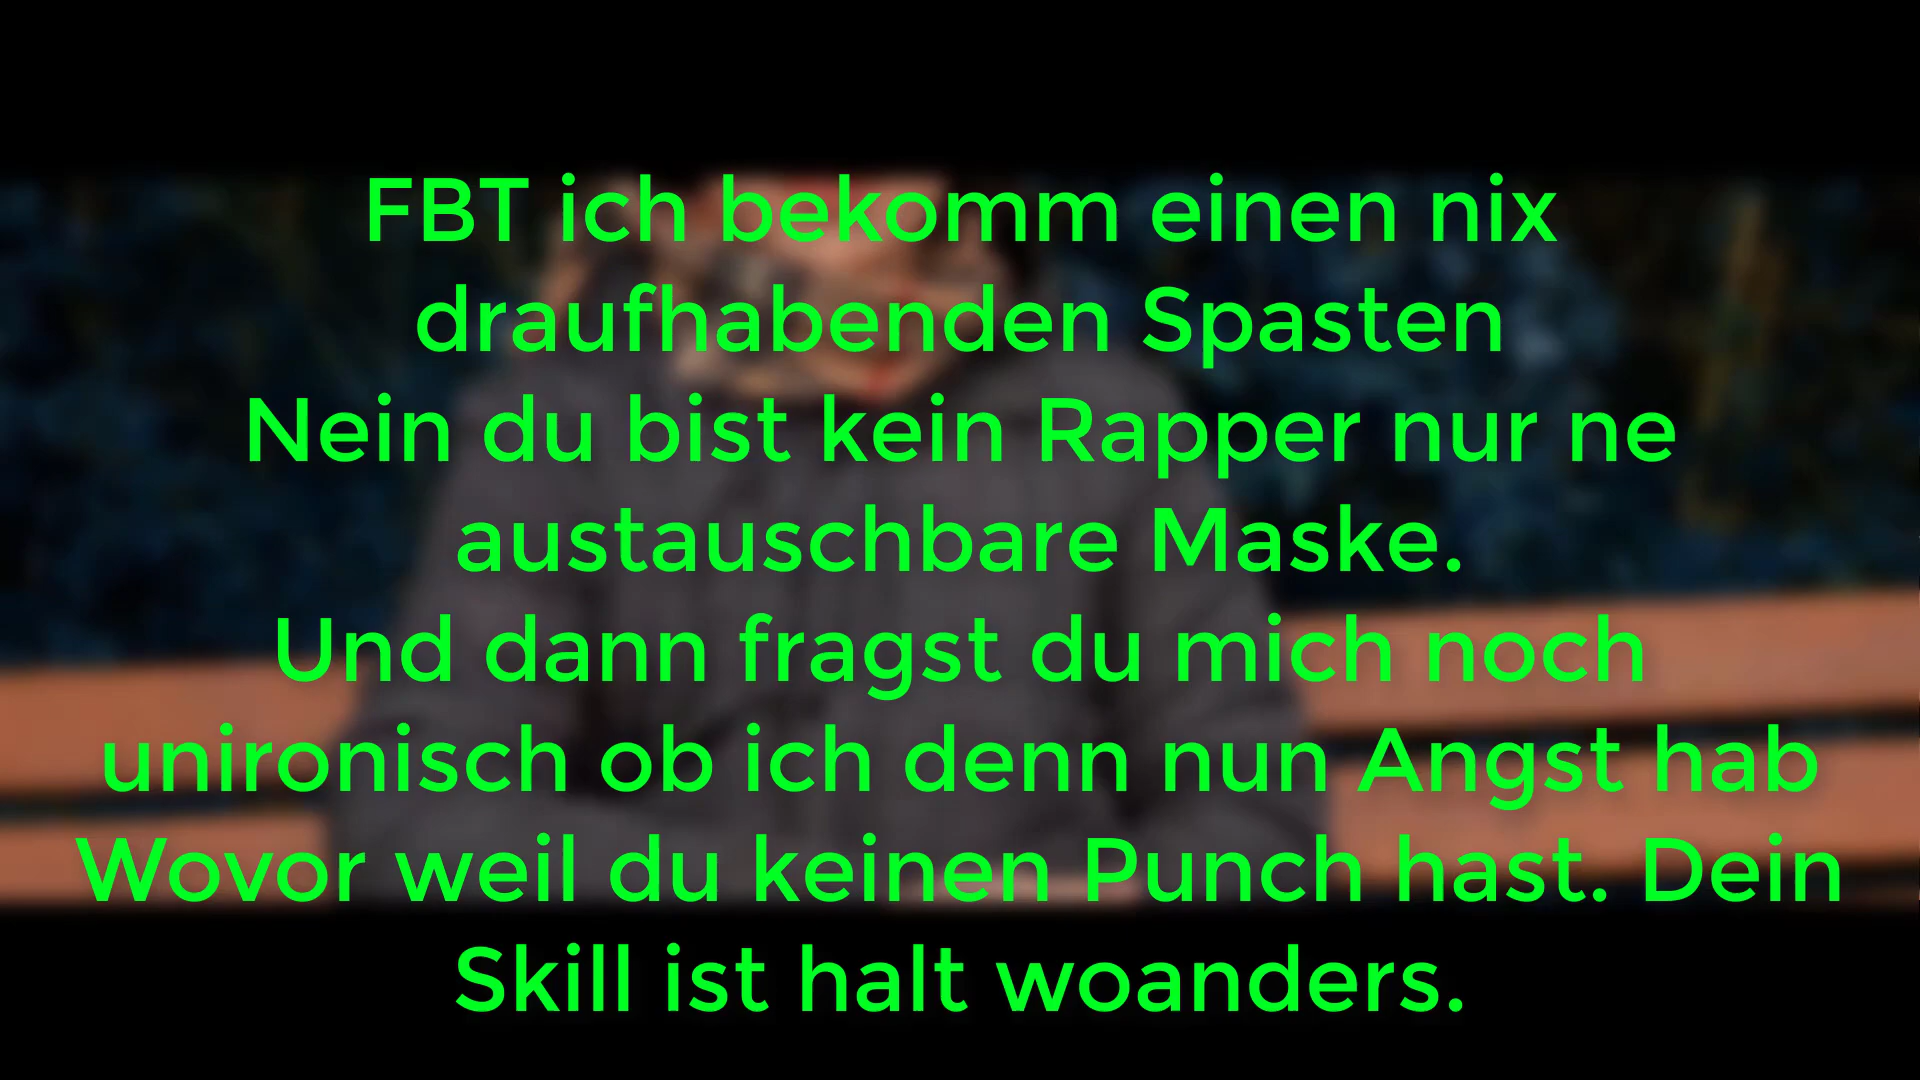 FBT ich bekomm einen nix
draufhabenden Spasten
Nein du bist kein Rapper nur ne
austauschbare Maske.
Und dann fragst du mich noch
unironisch ob ich denn nun Angst hab
Wovor weil du keinen Punch hast. Dein
Skill ist halt woanders.